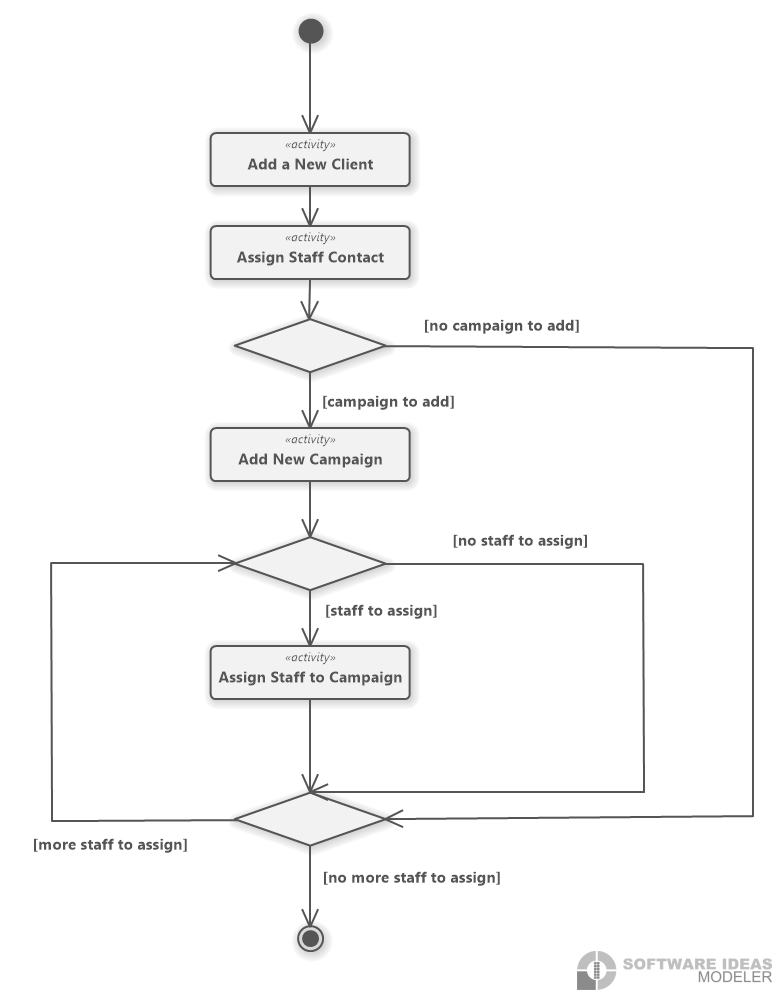 «activity»
Add a New Client
«activity»
Assign Staff Contact
[no campaign to add]
[campaign to add]
«activity»
Add New Campaign
[no staff to assign]
[staff to assign]
«activity»
Assign Staff to Campaign
[more staff to assign]
[no more staff to assign]
SOFTWARE IDEAS
MODELER